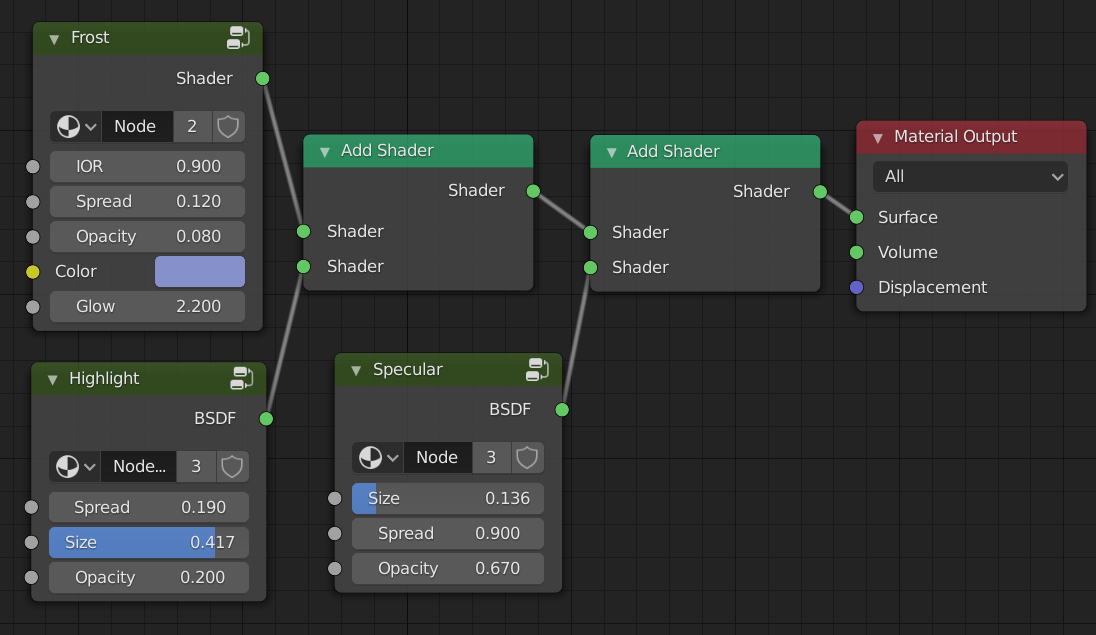 Frost
Shader
Node 2
IOR 0.900
Spread 0.120
Opacity 0.080
Color
Glow 2.200
Highlight
BSDF
Node... 3
Spread 0.190
Size 0.417
Opacity 0.200
Add Shader
Shader
Shader
Shader
Specular
BSDF
Node 3
Size 0.136
Spread 0.900
Opacity 0.670
Add Shader
Shader
Shader
Shader
Material Output
All
Surface
Volume
Displacement